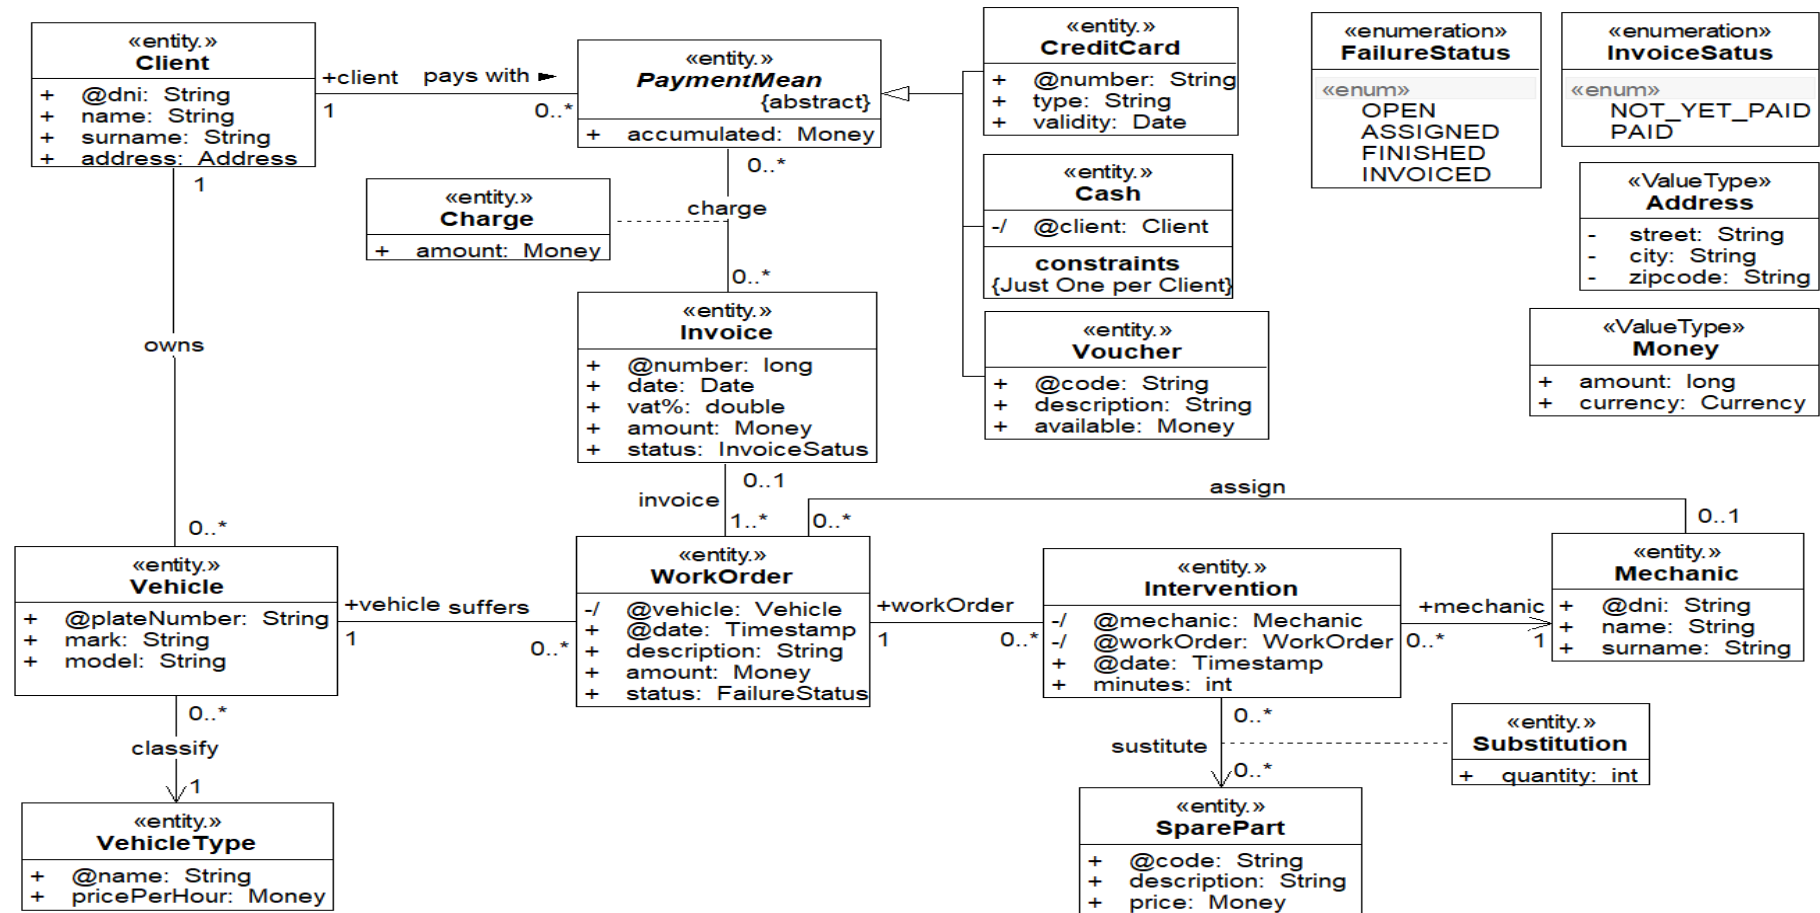 «entity.»
Client
+ @dni: String
+ name: String
+ surname: String
+ address: Address
+client pays with
1
0..*
«entity.»
PaymentMean
{abstract}
+ accumulated: Money
«entity.»
CreditCard
+ @number: String
+ type: String
+ validity: Date
«entity.»
Cash
-/ @client: Client
constraints
{Just One per Client}
«entity.»
Voucher
+ @code: String
+ description: String
+ available: Money
«enumeration»
FailureStatus
«enum»
OPEN
ASSIGNED
FINISHED
INVOICED
«enumeration»
InvoiceSatus
«enum»
NOT_YET_PAID
PAID
«ValueType»
Address
- street: String
- city: String
- zipcode: String
«ValueType»
Money
+ amount: long
+ currency: Currency
0..*
charge
0..*
«entity.»
Charge
+ amount: Money
«entity.»
Invoice
+ @number: long
+ date: Date
+ vat%: double
+ amount: Money
+ status: InvoiceSatus
1
owns
0..*
0..1
invoice
1..*
assign
0..*
0..1
«entity.»
Vehicle
+ @plateNumber: String
+ mark: String
+ model: String
+vehicle suffers
1
0..*
«entity.»
WorkOrder
-/ @vehicle: Vehicle
+ @date: Timestamp
+ description: String
+ amount: Money
+ status: FailureStatus
+workOrder
1
0..*
«entity.»
Intervention
-/ @mechanic: Mechanic
-/ @workOrder: WorkOrder
+ @date: Timestamp
+ minutes: int
+mechanic
0..*
1
«entity.»
Mechanic
+ @dni: String
+ name: String
+ surname: String
0..*
classify
1
«entity.»
VehicleType
+ @name: String
+ pricePerHour: Money
0..*
sustitute
0..*
«entity.»
Substitution
+ quantity: int
«entity.»
SparePart
+ @code: String
+ description: String
+ price: Money